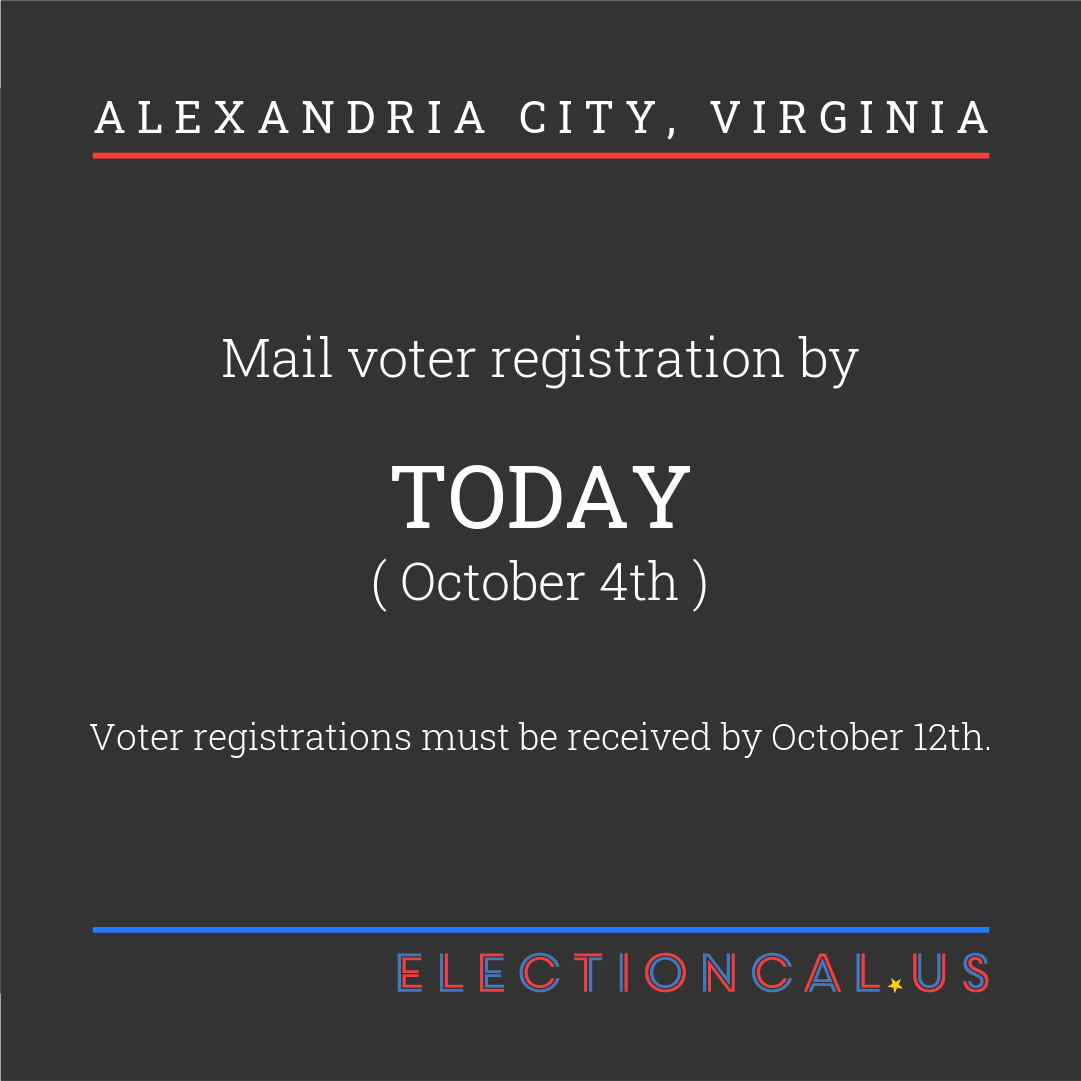 ALEXANDRIA CITY, VIRGINIA
Mail voter registration by
TODAY
( October 4th )
Voter registrations must be received by October 12th.
ELECTIONCAL.US